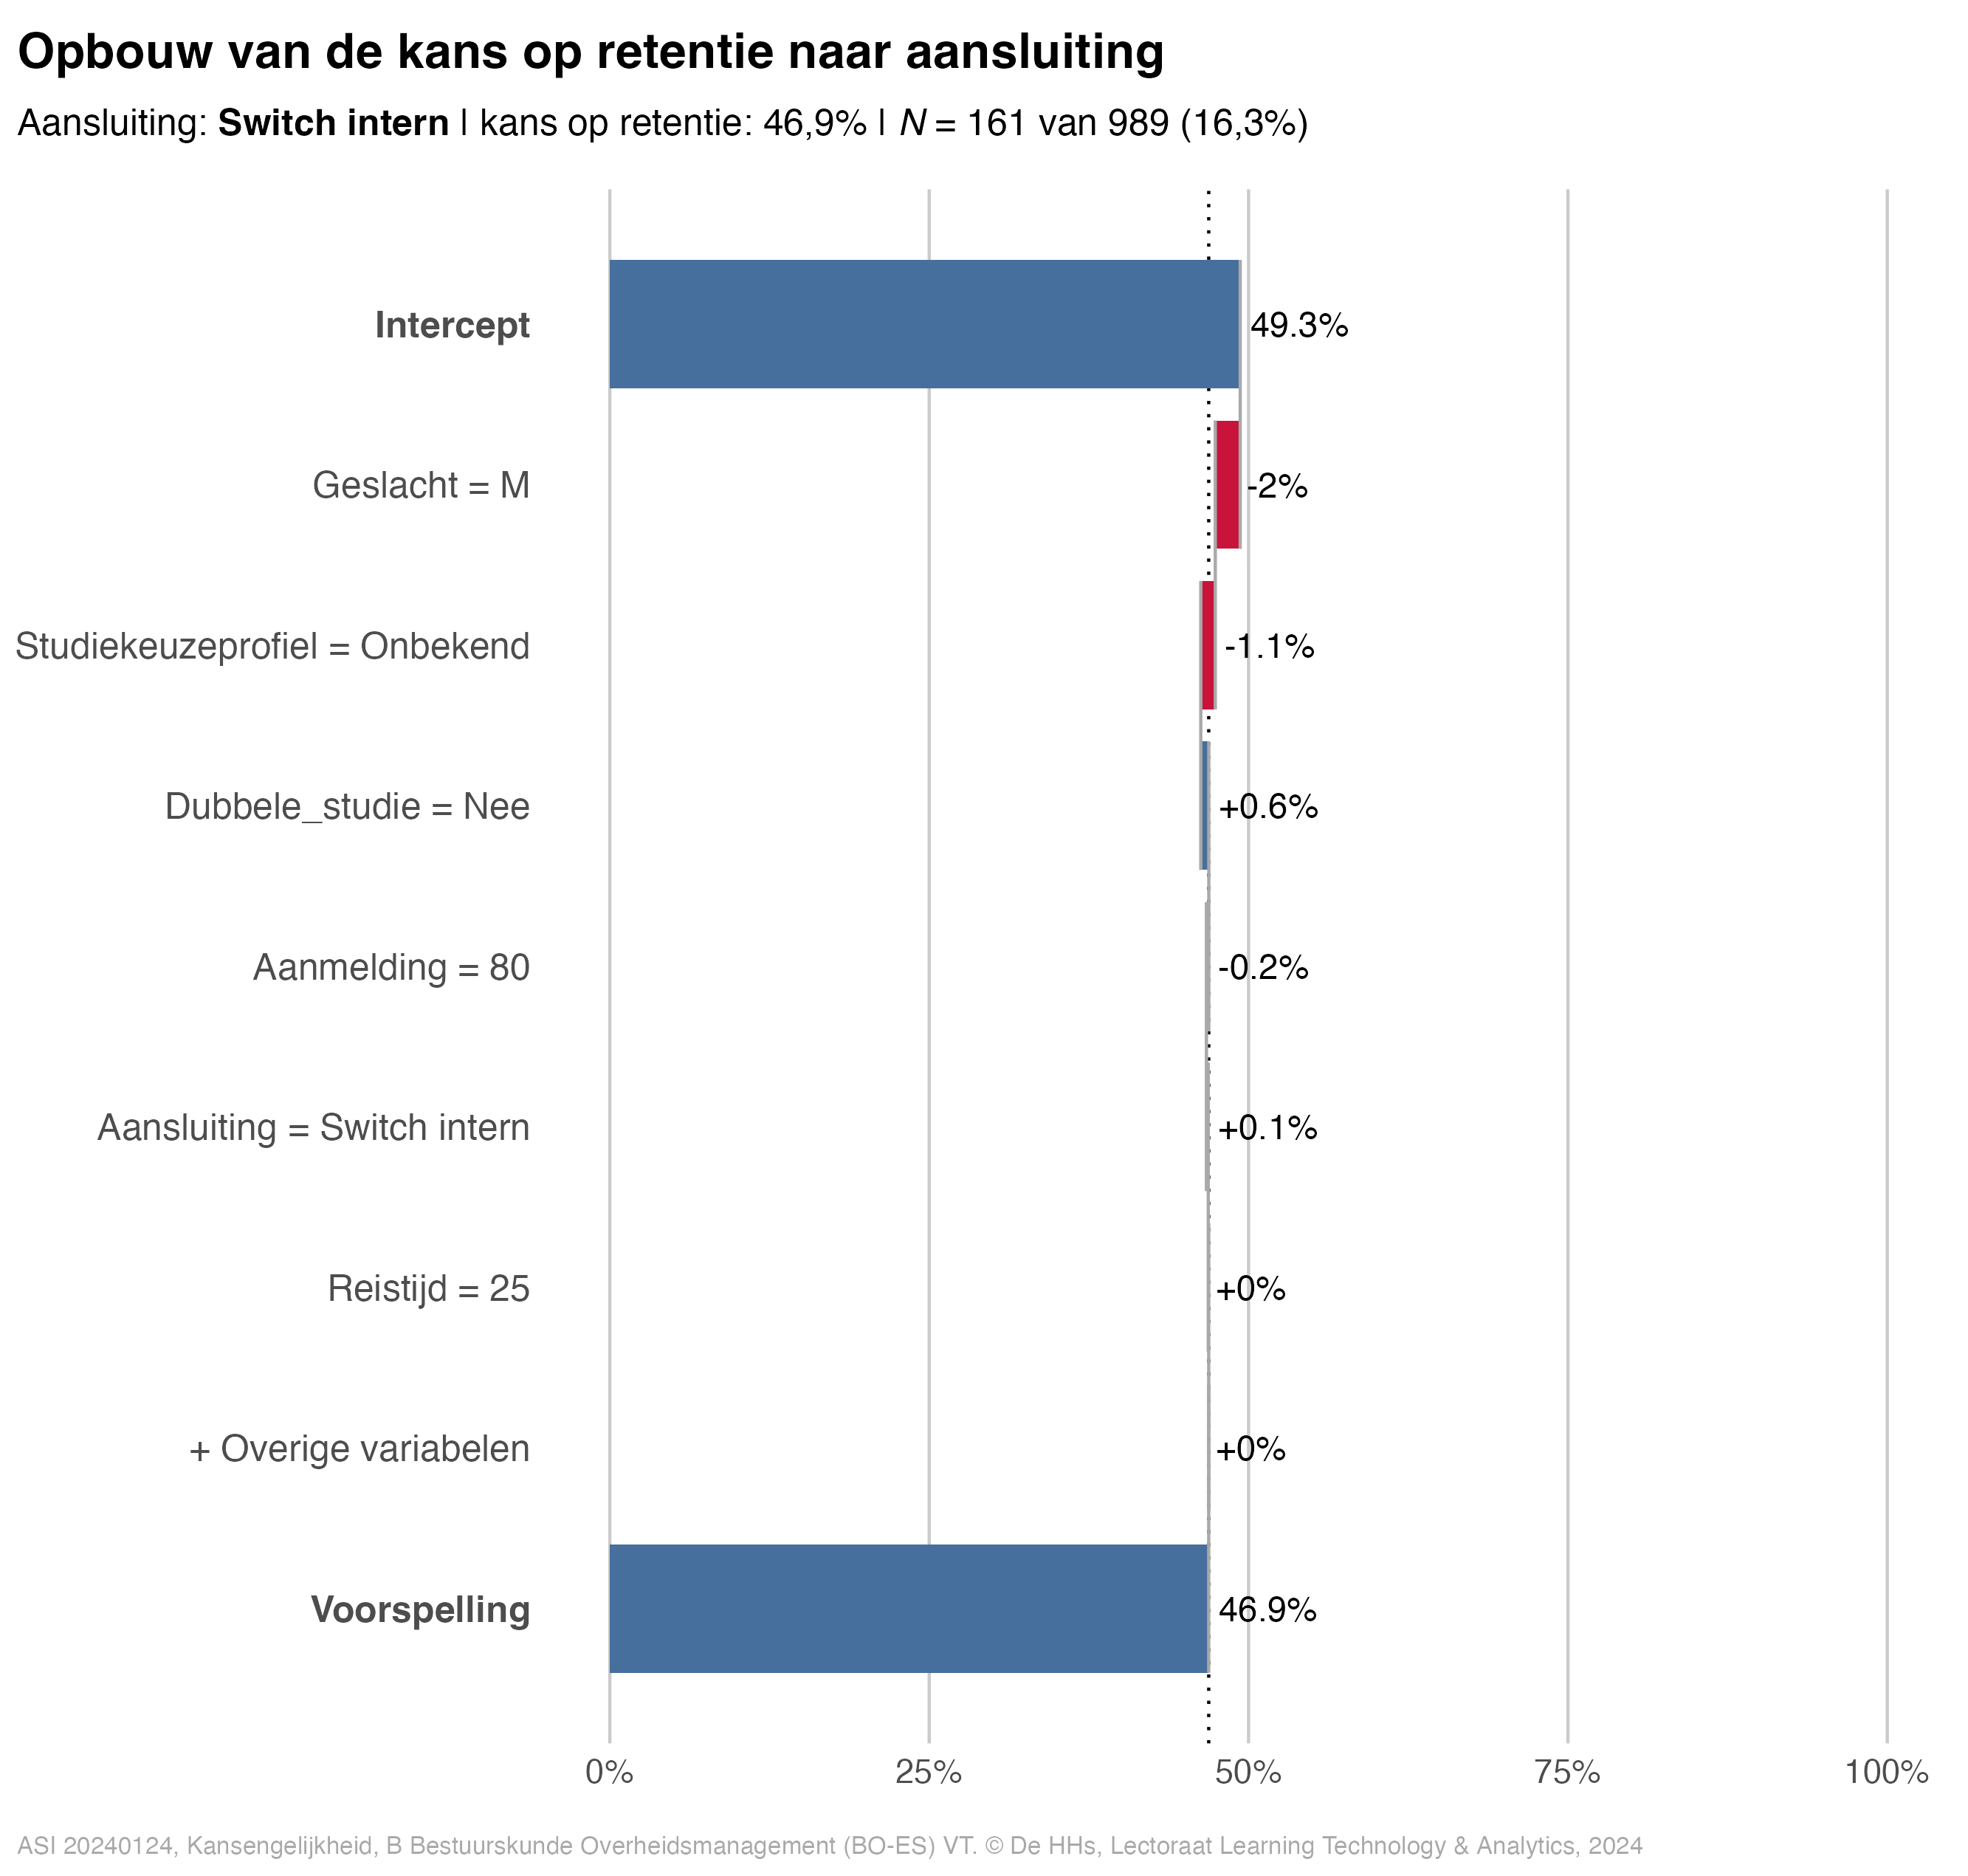 Opbouw van de kans op retentie naar aansluiting
Aansluiting: Switch intern | kans op retentie: 46,9% | N = 161 van 989 (16,3%)
Intercept
49.3%
Geslacht = M
-2%
Studiekeuzeprofiel = Onbekend
-1.1%
Dubbele_studie = Nee
+0.6%
Aanmelding = 80
-0.2%
Aansluiting = Switch intern
+0.1%
Reistijd = 25
+0%
+ Overige variabelen
+0%
Voorspelling
46.9%
0% 25% 50% 75% 100%
ASI 20240124, Kansengelijkheid, B Bestuurskunde Overheidsmanagement (BO-ES) VT. © De HHs, Lectoraat Learning Technology & Analytics, 2024